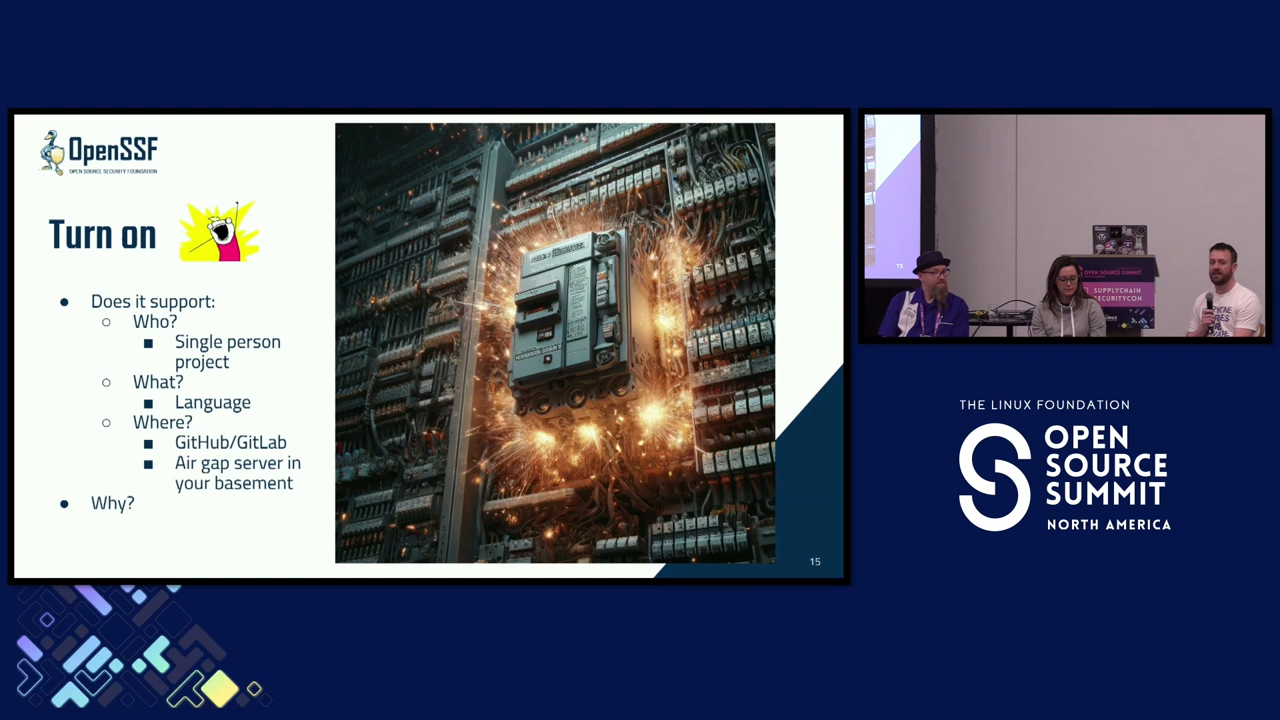 OpenSSF
OPEN SOURCE SECURITY FOUNDATION
Turn on
● Does it support:
○ Who?
■ Single person
project
○ What?
■ Language
○ Where?
■ GitHub/GitLab
■ Air gap server in
your basement
● Why?
15
15
OPEN SOURCE SUMMIT
SUPPLYCHAIN
SECURITYCON
THE LINUX FOUNDATION
OPEN
SOURCE
SUMMIT
NORTH AMERICA